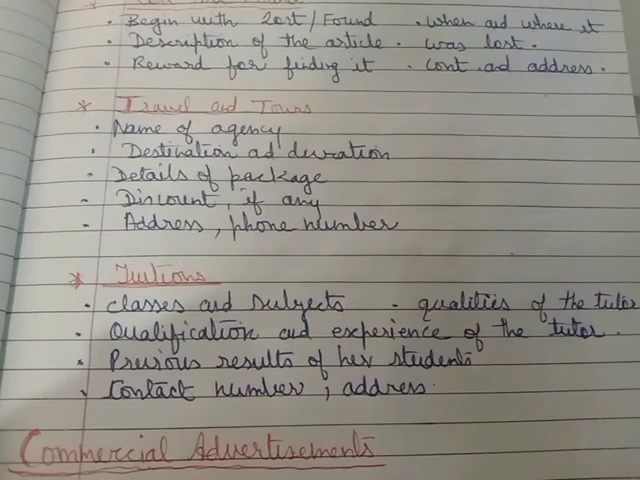 · Begin with Lost/Found · when ad where it
· Description of the article. was lost.
· Reward for finding it . Cont. ad address.
* Travel and Tours
· Name of agency
· Destination ad duration
- Details of package
- Discount, if any
- Address, phone number
* Tuitions
· Classes and Subjects - qualities of the tutor
· Qualification and experience of the tutor.
· Previous results of her students
· Contact number, address.
Commercial Advertisements